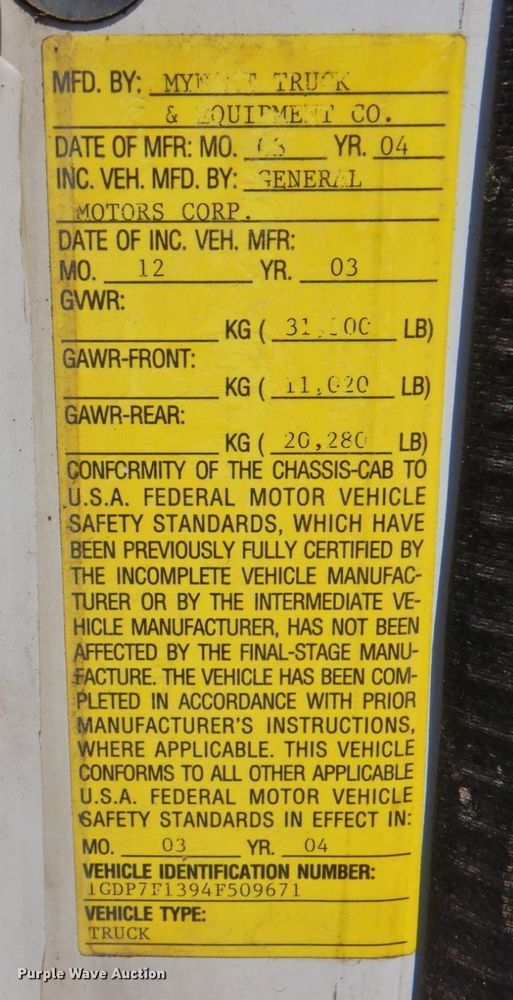 MFD. BY: TRUCK
& EQUIPMENT CO.
DATE OF MFR: MO. 03 YR. 04
INC. VEH. MFD. BY: GENERAL
MOTORS CORP.
DATE OF INC. VEH. MFR:
MO. 12 YR. 03
GVWR:
KG ( LB)
GAWR-FRONT:
KG ( 11,020 LB)
GAWR-REAR:
KG ( 20,280 LB)
CONFORMITY OF THE CHASSIS-CAB TO
U.S.A. FEDERAL MOTOR VEHICLE
SAFETY STANDARDS, WHICH HAVE
BEEN PREVIOUSLY FULLY CERTIFIED BY
THE INCOMPLETE VEHICLE MANUFAC-
TURER OR BY THE INTERMEDIATE VE-
HICLE MANUFACTURER, HAS NOT BEEN
AFFECTED BY THE FINAL-STAGE MANU-
FACTURE. THE VEHICLE HAS BEEN COM-
PLETED IN ACCORDANCE WITH PRIOR
MANUFACTURER'S INSTRUCTIONS,
WHERE APPLICABLE. THIS VEHICLE
CONFORMS TO ALL OTHER APPLICABLE
U.S.A. FEDERAL MOTOR VEHICLE
SAFETY STANDARDS IN EFFECT IN:
MO. 03 YR. 04
VEHICLE IDENTIFICATION NUMBER:
1GDP7F1394F509671
VEHICLE TYPE:
TRUCK
Purple Wave Auction